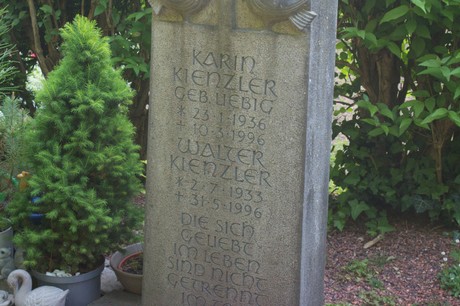 KARIN
KIENZLER
GEB. UEBIG
* 23·1·1936
+ 10·3·1996
WALTER
KIENZLER
* 2·7·1933
+ 31·5·1996
DIE SICH
GELIEBT
IM LEBEN
SIND NICHT
GETRENNT
IM